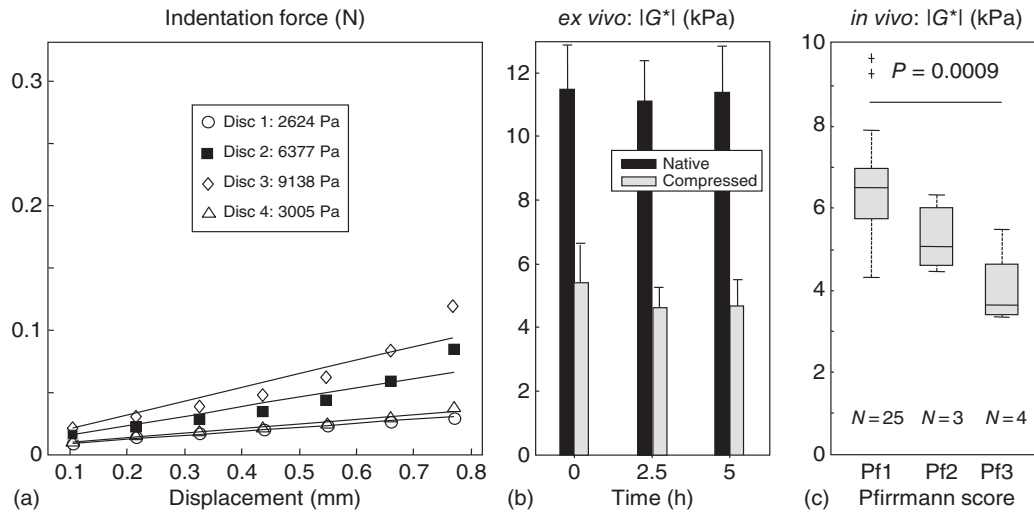 Indentation force (N)
0.3
0.2
0.1
0
Disc 1: 2624 Pa
Disc 2: 6377 Pa
Disc 3: 9138 Pa
Disc 4: 3005 Pa
0.1 0.2 0.3 0.4 0.5 0.6 0.7 0.8
(a) Displacement (mm)
ex vivo: |G*| (kPa)
12
10
8
6
4
2
0
Native
Compressed
0 2.5 5
(b) Time (h)
in vivo: |G*| (kPa)
10
8
6
4
2
0
P = 0.0009
N=25 N=3 N=4
Pf1 Pf2 Pf3
(c) Pfirrmann score